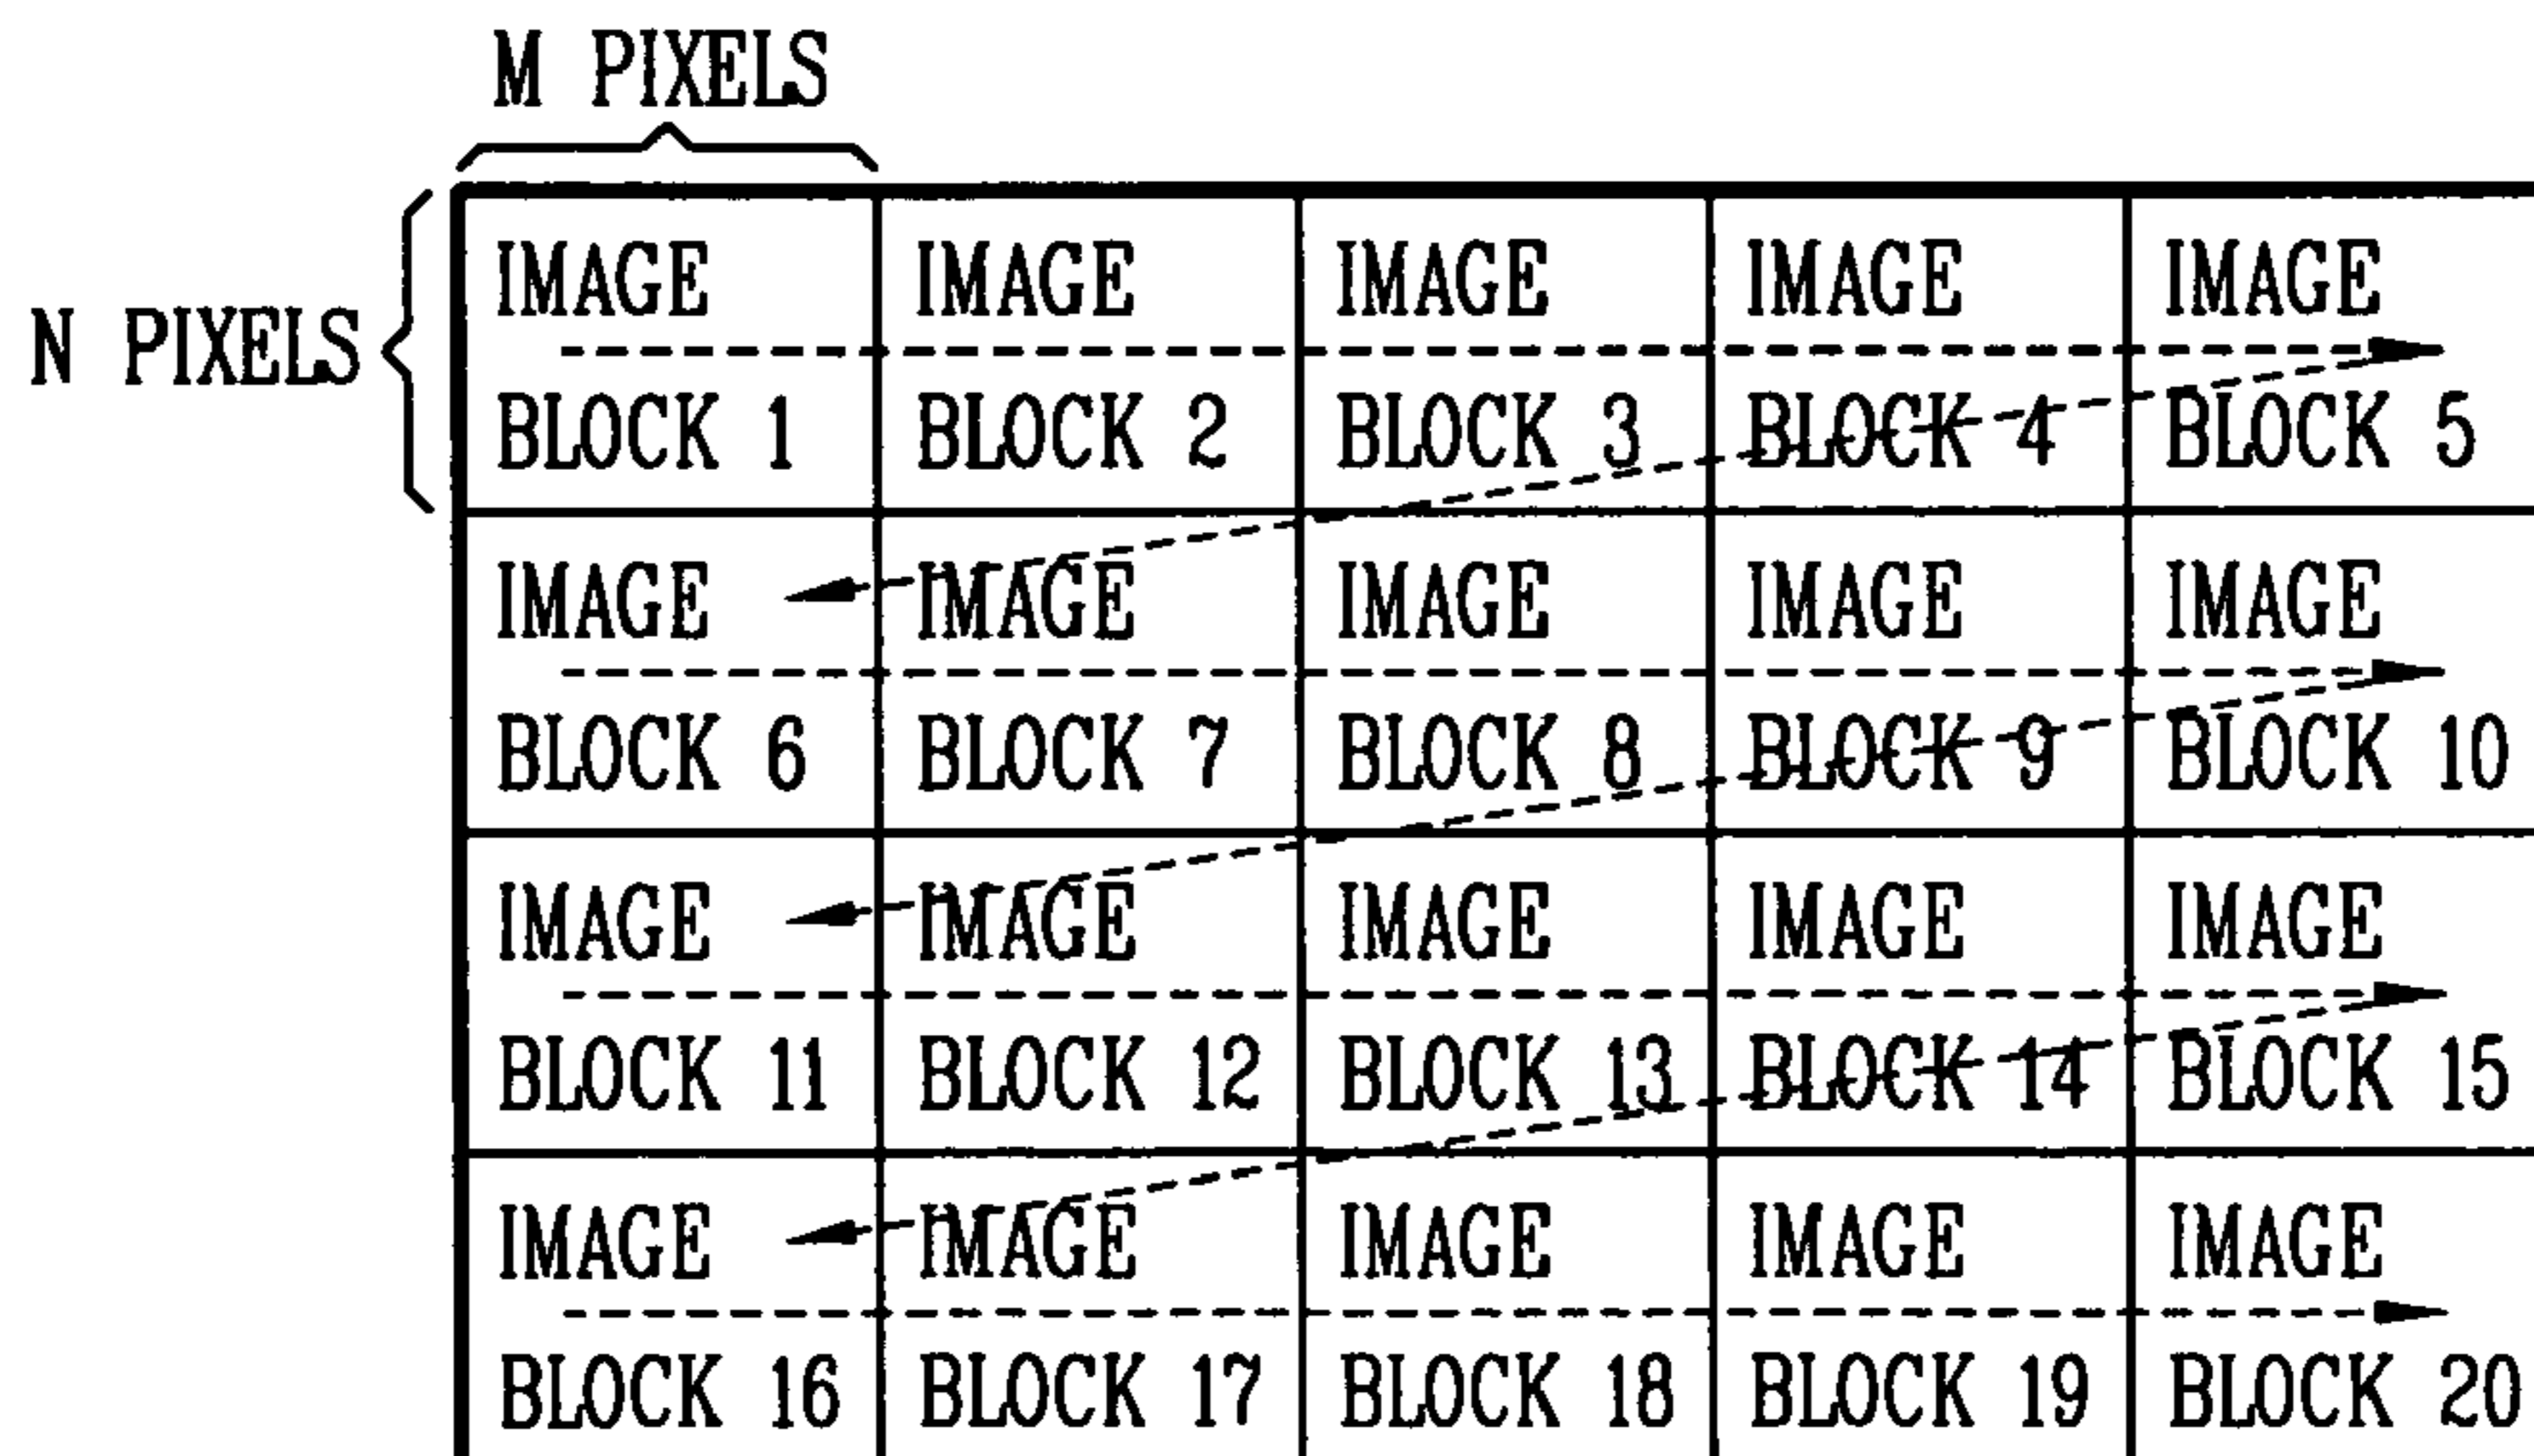 M PIXELS
N PIXELS
IMAGE IMAGE IMAGE IMAGE IMAGE
BLOCK 1 BLOCK 2 BLOCK 3 BLOCK 4 BLOCK 5
IMAGE IMAGE IMAGE IMAGE IMAGE
BLOCK 6 BLOCK 7 BLOCK 8 BLOCK 9 BLOCK 10
IMAGE IMAGE IMAGE IMAGE IMAGE
BLOCK 11 BLOCK 12 BLOCK 13 BLOCK 14 BLOCK 15
IMAGE IMAGE IMAGE IMAGE IMAGE
BLOCK 16 BLOCK 17 BLOCK 18 BLOCK 19 BLOCK 20